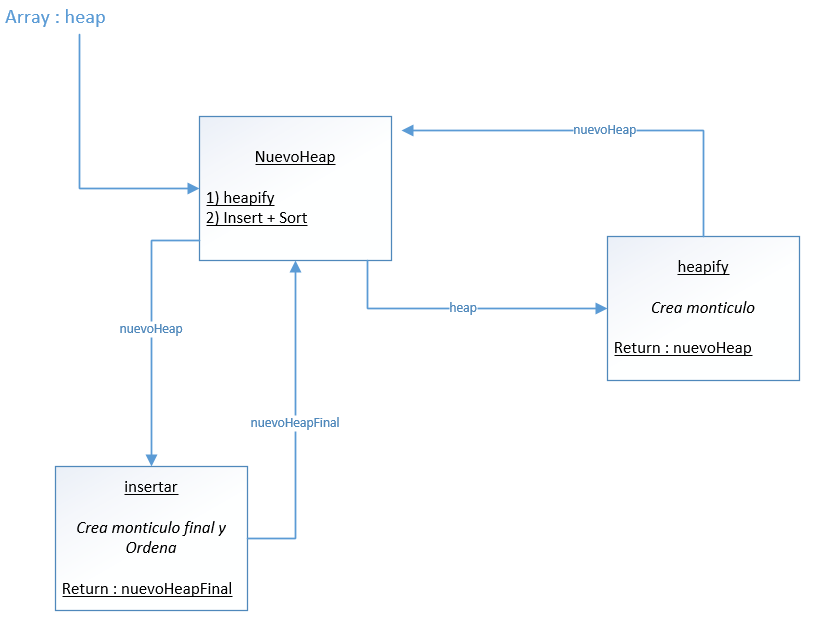 Array : heap
nuevoHeap
NuevoHeap
1) heapify
2) Insert + Sort
heapify
Crea monticulo
Return : nuevoHeap
heap
nuevoHeap
nuevoHeapFinal
insertar
Crea monticulo final y
Ordena
Return : nuevoHeapFinal